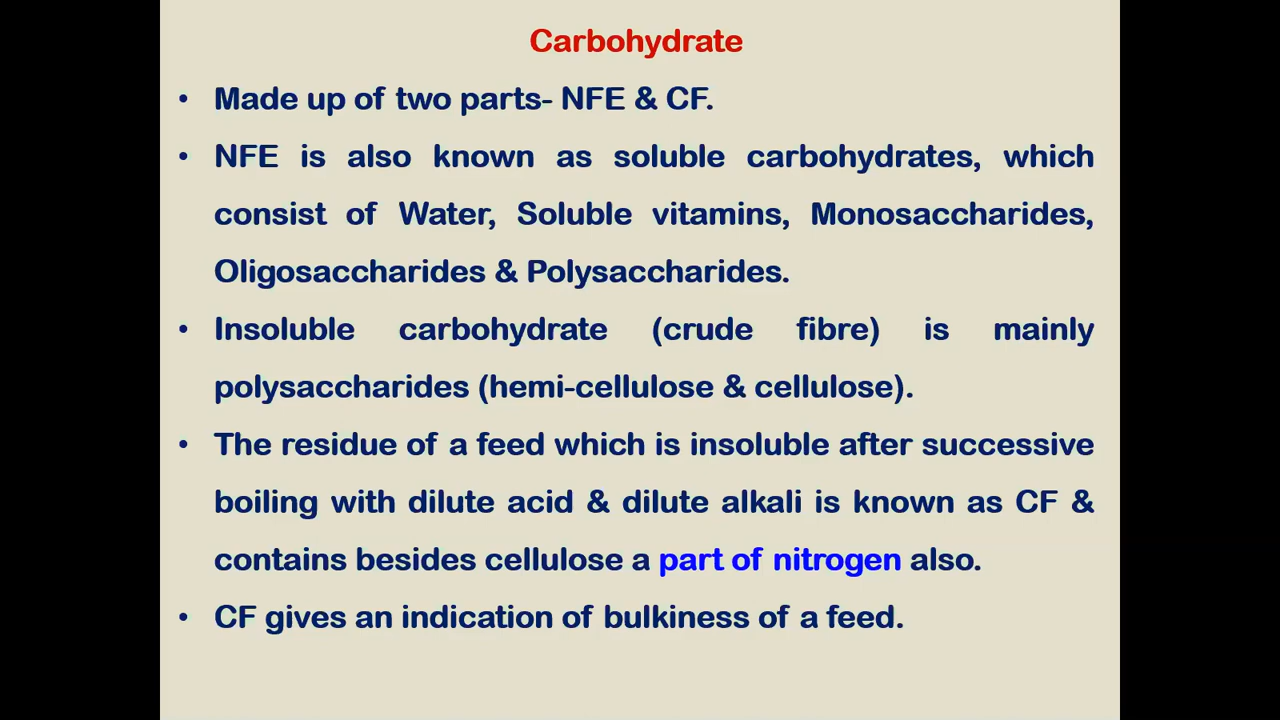 Carbohydrate
• Made up of two parts- NFE & CF.
• NFE is also known as soluble carbohydrates, which
consist of Water, Soluble vitamins, Monosaccharides,
Oligosaccharides & Polysaccharides.
• Insoluble carbohydrate (crude fibre) is mainly
polysaccharides (hemi-cellulose & cellulose).
• The residue of a feed which is insoluble after successive
boiling with dilute acid & dilute alkali is known as CF &
contains besides cellulose a part of nitrogen also.
• CF gives an indication of bulkiness of a feed.